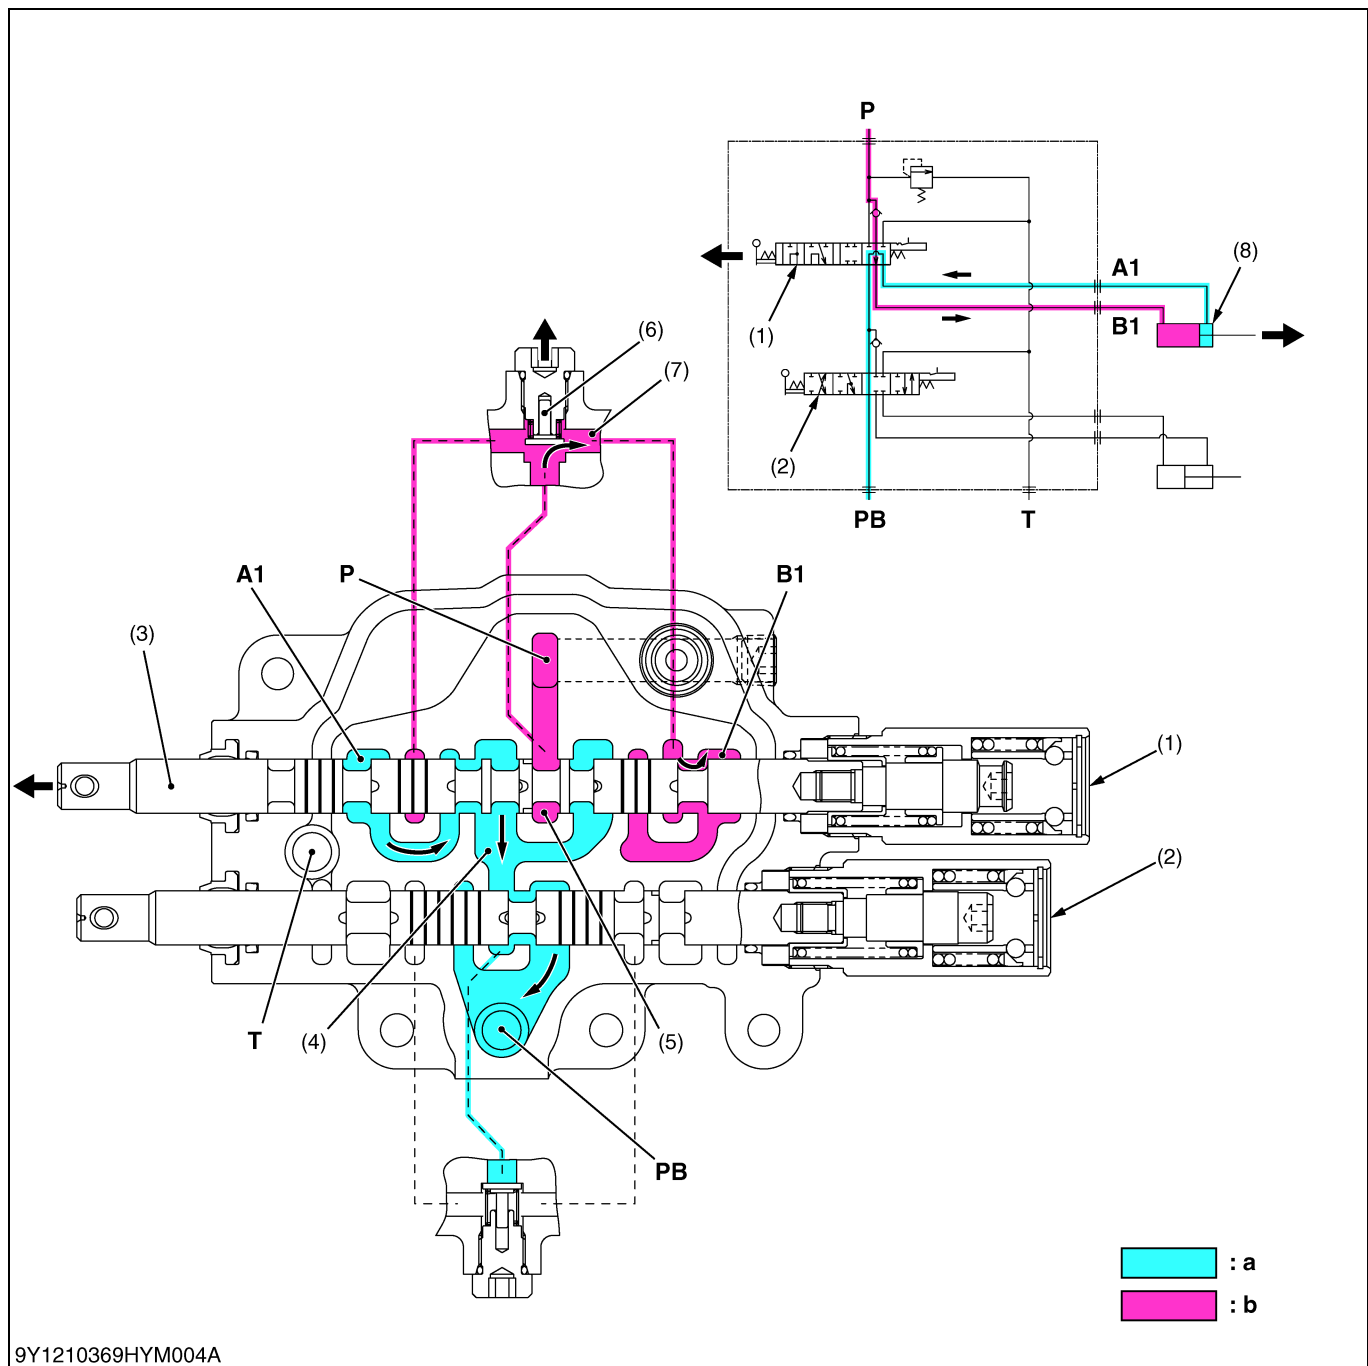 P
(8)
A1
B1
(1)
(2)
PB
T
(6)
(7)
A1
P
B1
(3)
(1)
(2)
T
(4)
(5)
PB
: a
: b
9Y1210369HYM004A